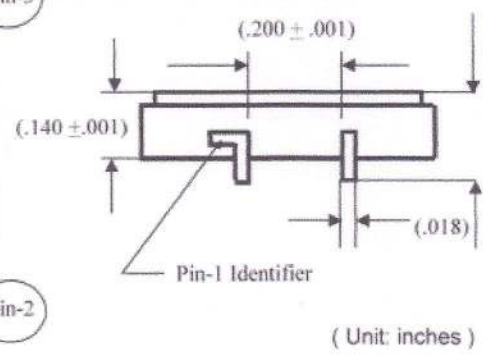 (.200 ± .001)
(.140 ±.001)
(.018)
Pin-1 Identifier
in-2
( Unit: inches )